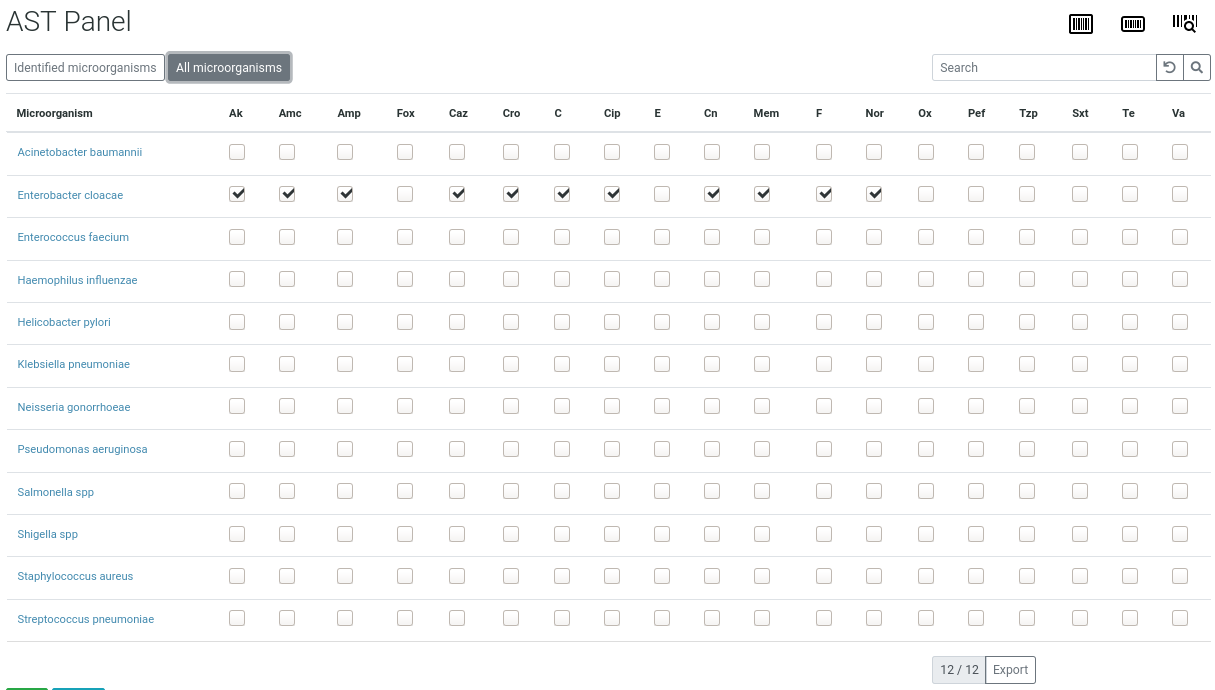 AST Panel
Identified microorganisms All microorganisms Search
Microorganism Ak Amc Amp Fox Caz Cro C Cip E Cn Mem F Nor Ox Pef Tzp Sxt Te Va
Acinetobacter baumannii
Enterobacter cloacae
Enterococcus faecium
Haemophilus influenzae
Helicobacter pylori
Klebsiella pneumoniae
Neisseria gonorrhoeae
Pseudomonas aeruginosa
Salmonella spp
Shigella spp
Staphylococcus aureus
Streptococcus pneumoniae
12 / 12 Export